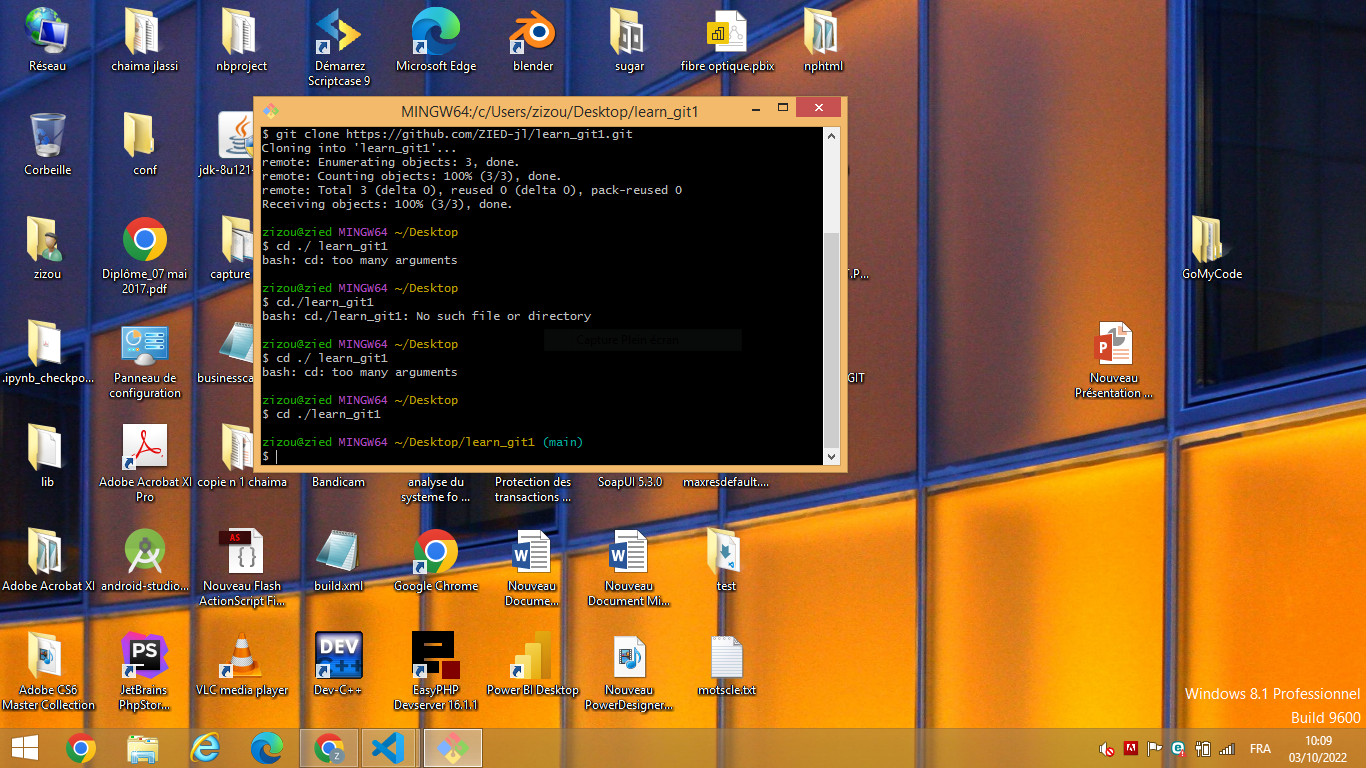 Réseau
chaima jlassi
nbproject
Démarrez
Scriptcase 9
Microsoft Edge
blender
sugar
fibre optique.pbix
nphtml
MINGW64:/c/Users/zizou/Desktop/learn_git1
$ git clone https://github.com/ZIED-jl/learn_git1.git
Cloning into 'learn_git1'...
remote: Enumerating objects: 3, done.
remote: Counting objects: 100% (3/3), done.
remote: Total 3 (delta 0), reused 0 (delta 0), pack-reused 0
Receiving objects: 100% (3/3), done.
zizou@zied MINGW64 ~/Desktop
$ cd ./ learn_git1
bash: cd: too many arguments
zizou@zied MINGW64 ~/Desktop
$ cd./learn_git1
bash: cd./learn_git1: No such file or directory
zizou@zied MINGW64 ~/Desktop
$ cd ./ learn_git1
bash: cd: too many arguments
zizou@zied MINGW64 ~/Desktop
$ cd ./learn_git1
zizou@zied MINGW64 ~/Desktop/learn_git1 (main)
$
Capture Plein écran
Corbeille
conf
jdk-8u121-
zizou
Diplôme_07 mai
2017.pdf
capture
T.P...
GoMyCode
.ipynb_checkpo...
Panneau de
configuration
businessca
GIT
Nouveau
Présentation ...
lib
Adobe Acrobat XI
Pro
copie n 1 chaima
Bandicam
analyse du
systeme fo ...
Protection des
transactions ...
SoapUI 5.3.0
maxresdefault....
Adobe Acrobat XI
android-studio...
AS
Nouveau Flash
ActionScript Fi...
build.xml
Google Chrome
Nouveau
Docume...
Nouveau
Document Mi...
test
Adobe CS6
Master Collection
PS
JetBrains
PhpStor...
VLC media player
DEV
C++
Dev-C++
EasyPHP
Devserver 16.1.1
Power BI Desktop
Nouveau
PowerDesigner...
motscle.txt
Windows 8.1 Professionnel
Build 9600
FRA
10:09
03/10/2022